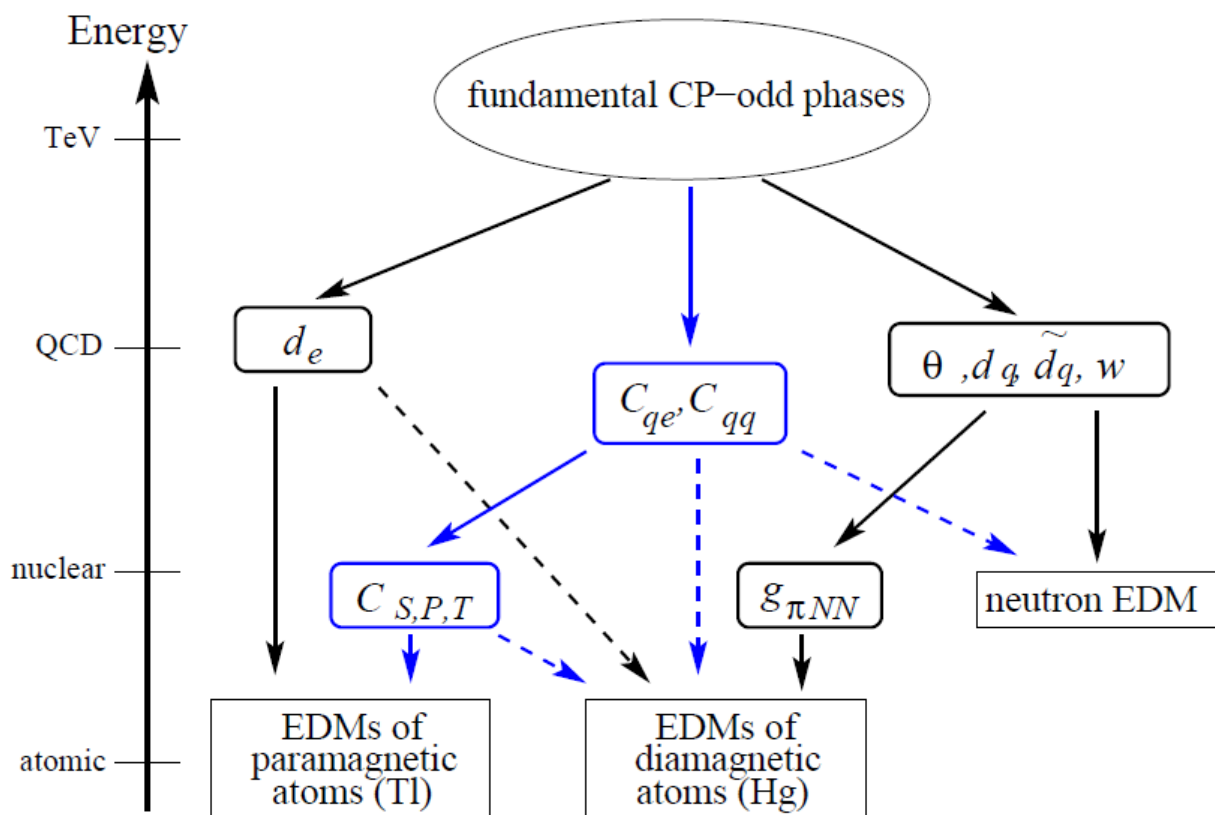 Energy
fundamental CP−odd phases
TeV
QCD
d_e
θ ,d_q, d̃_q, w
C_qe, C_qq
nuclear
C_S,P,T
g_πNN
neutron EDM
atomic
EDMs of
paramagnetic
atoms (Tl)
EDMs of
diamagnetic
atoms (Hg)